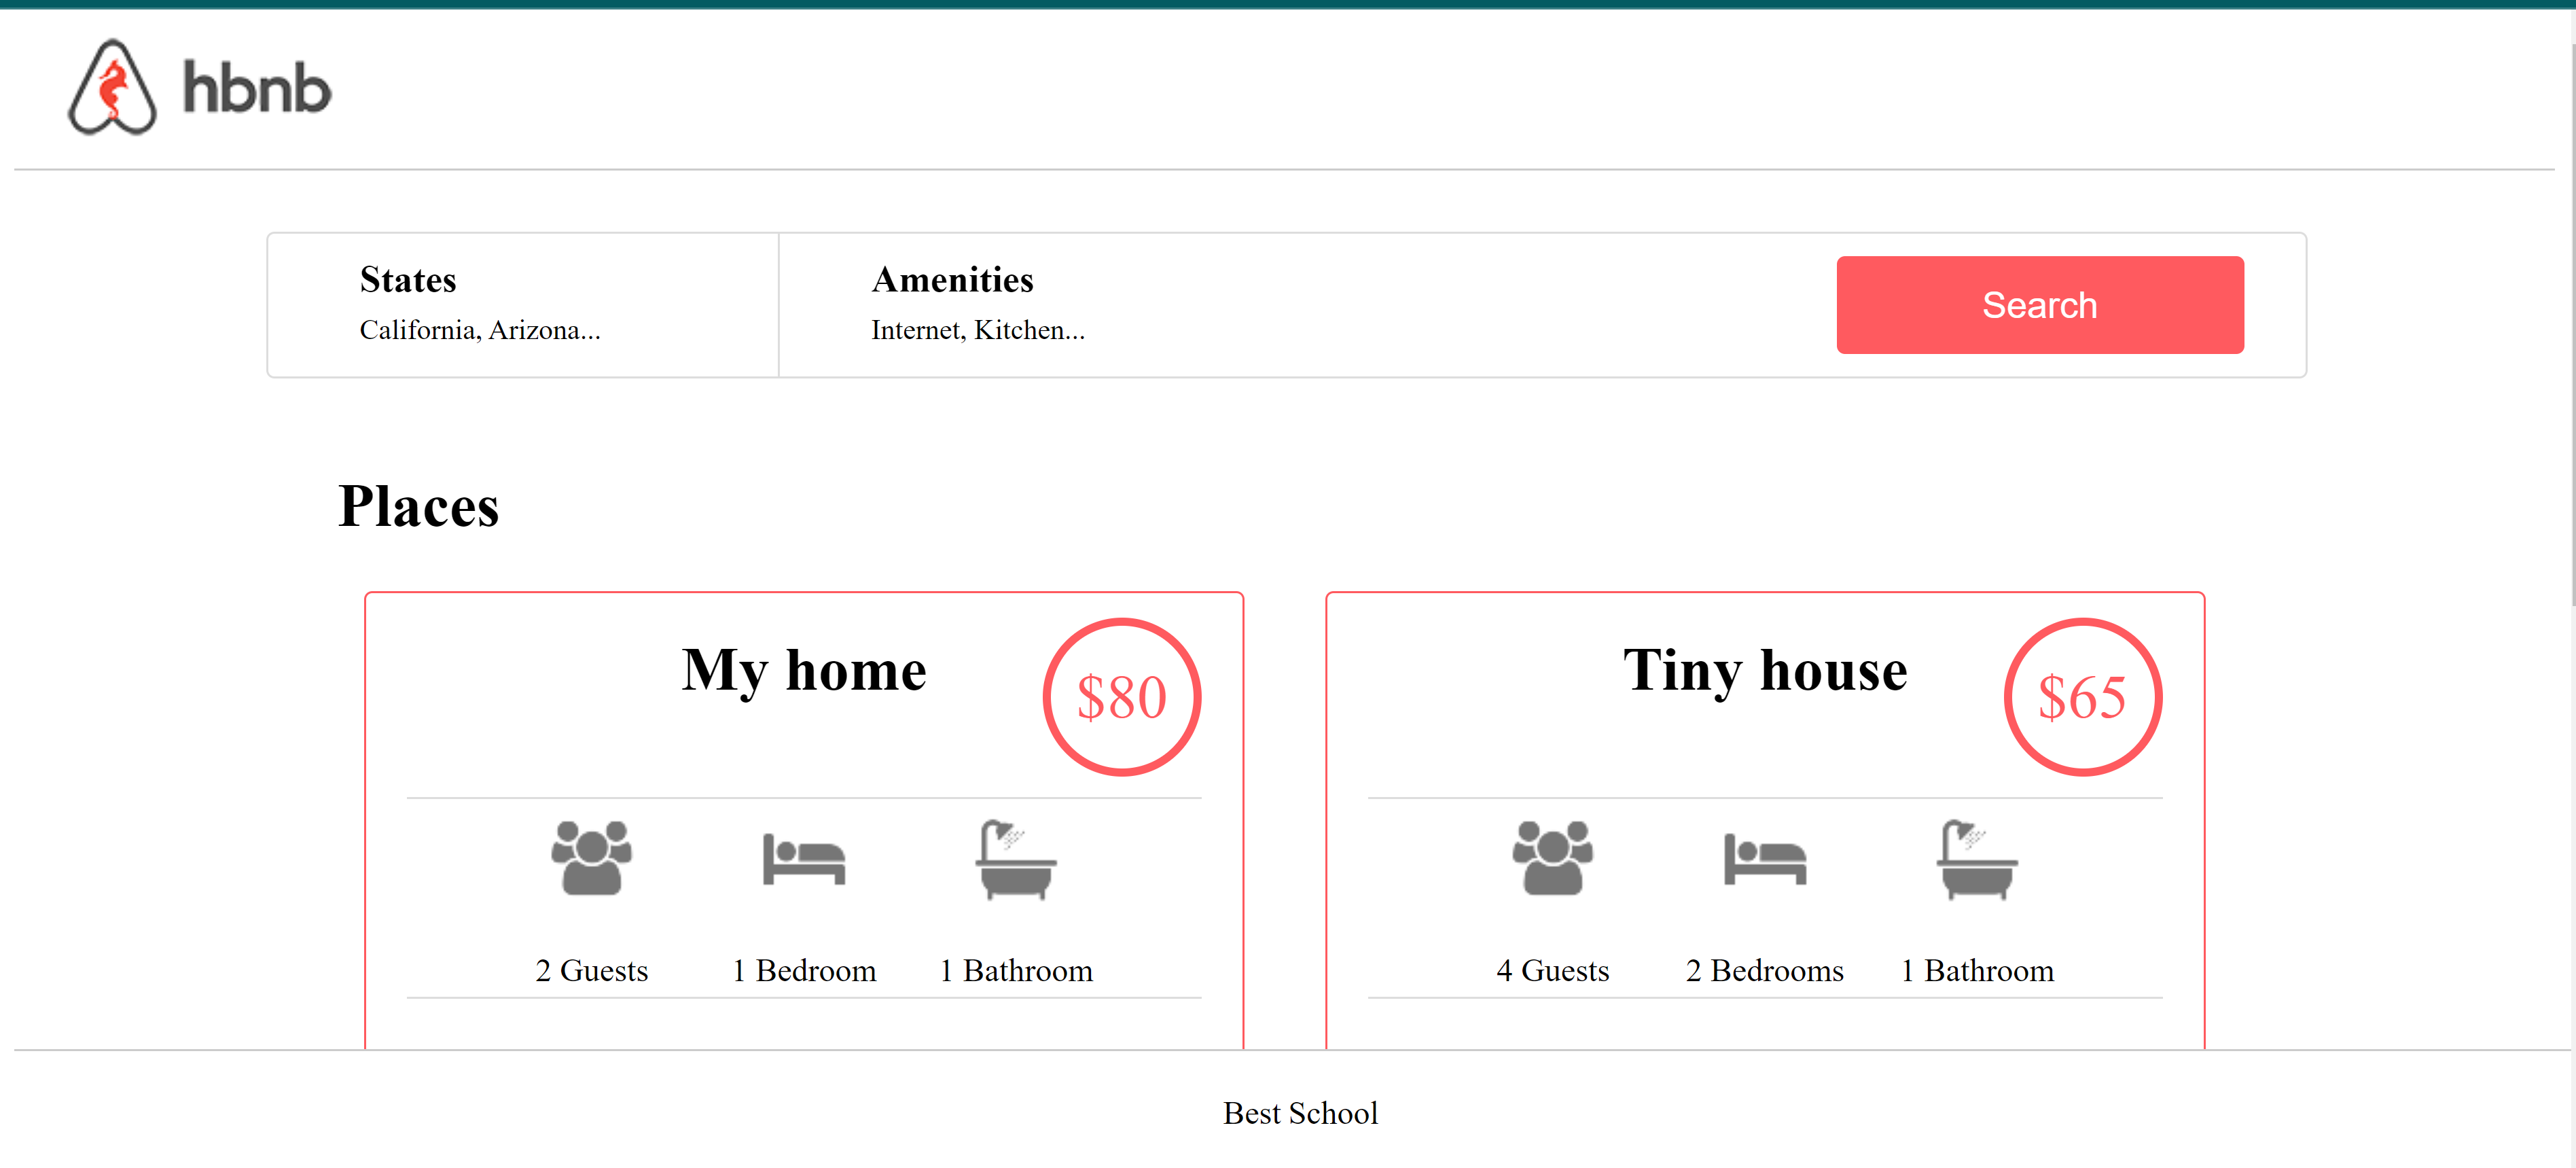 hbnb
States
California, Arizona...
Amenities
Internet, Kitchen...
Search
Places
My home
$80
2 Guests
1 Bedroom
1 Bathroom
Tiny house
$65
4 Guests
2 Bedrooms
1 Bathroom
Best School